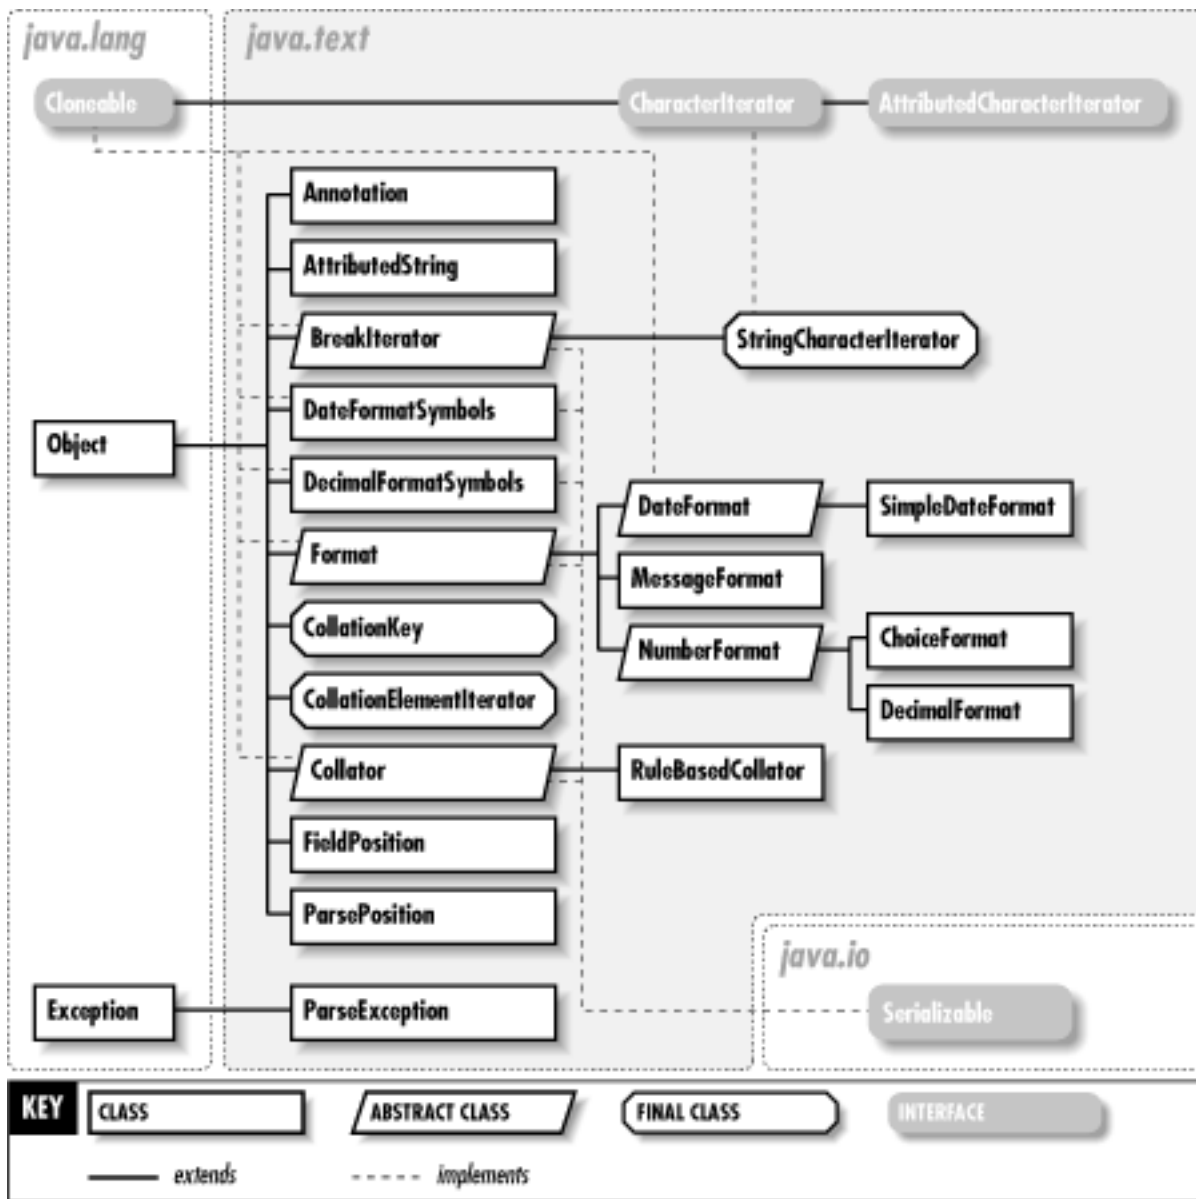 java.lang
java.text
Cloneable
CharacterIterator
AttributedCharacterIterator
Annotation
AttributedString
BreakIterator
StringCharacterIterator
DateFormatSymbols
Object
DecimalFormatSymbols
DateFormat
SimpleDateFormat
Format
MessageFormat
CollationKey
NumberFormat
ChoiceFormat
CollationElementIterator
DecimalFormat
Collator
RuleBasedCollator
FieldPosition
ParsePosition
java.io
Exception
ParseException
Serializable
KEY
CLASS
ABSTRACT CLASS
FINAL CLASS
INTERFACE
extends
implements